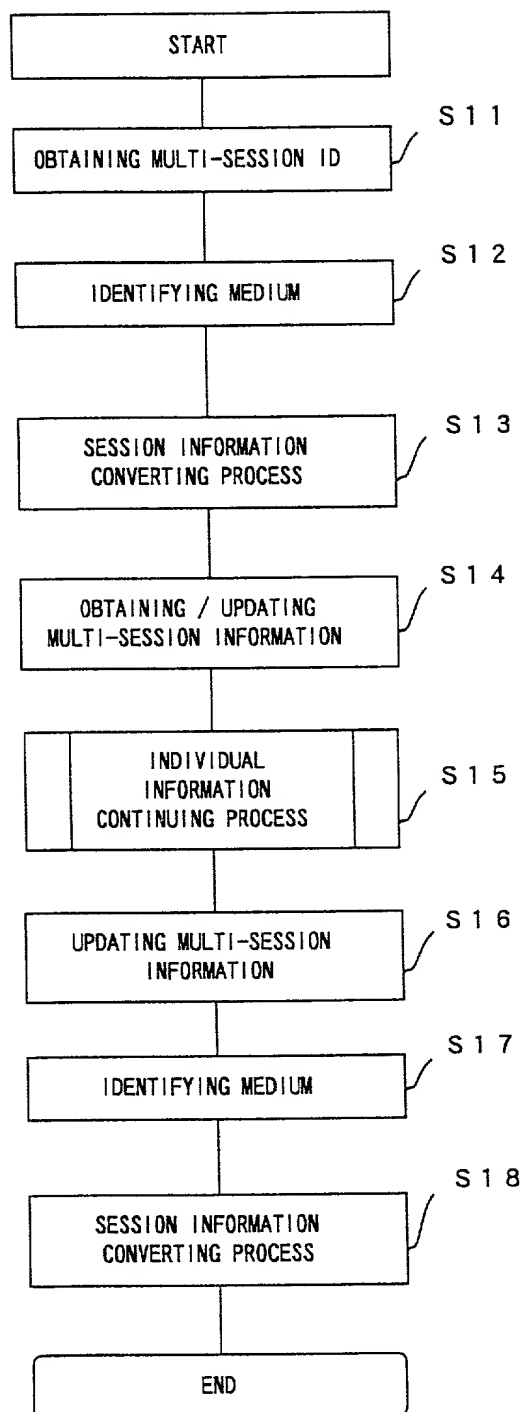 START
S11
OBTAINING MULTI-SESSION ID
S12
IDENTIFYING MEDIUM
S13
SESSION INFORMATION
CONVERTING PROCESS
S14
OBTAINING / UPDATING
MULTI-SESSION INFORMATION
INDIVIDUAL
INFORMATION
CONTINUING PROCESS
S15
UPDATING MULTI-SESSION
INFORMATION
S16
S17
IDENTIFYING MEDIUM
S18
SESSION INFORMATION
CONVERTING PROCESS
END